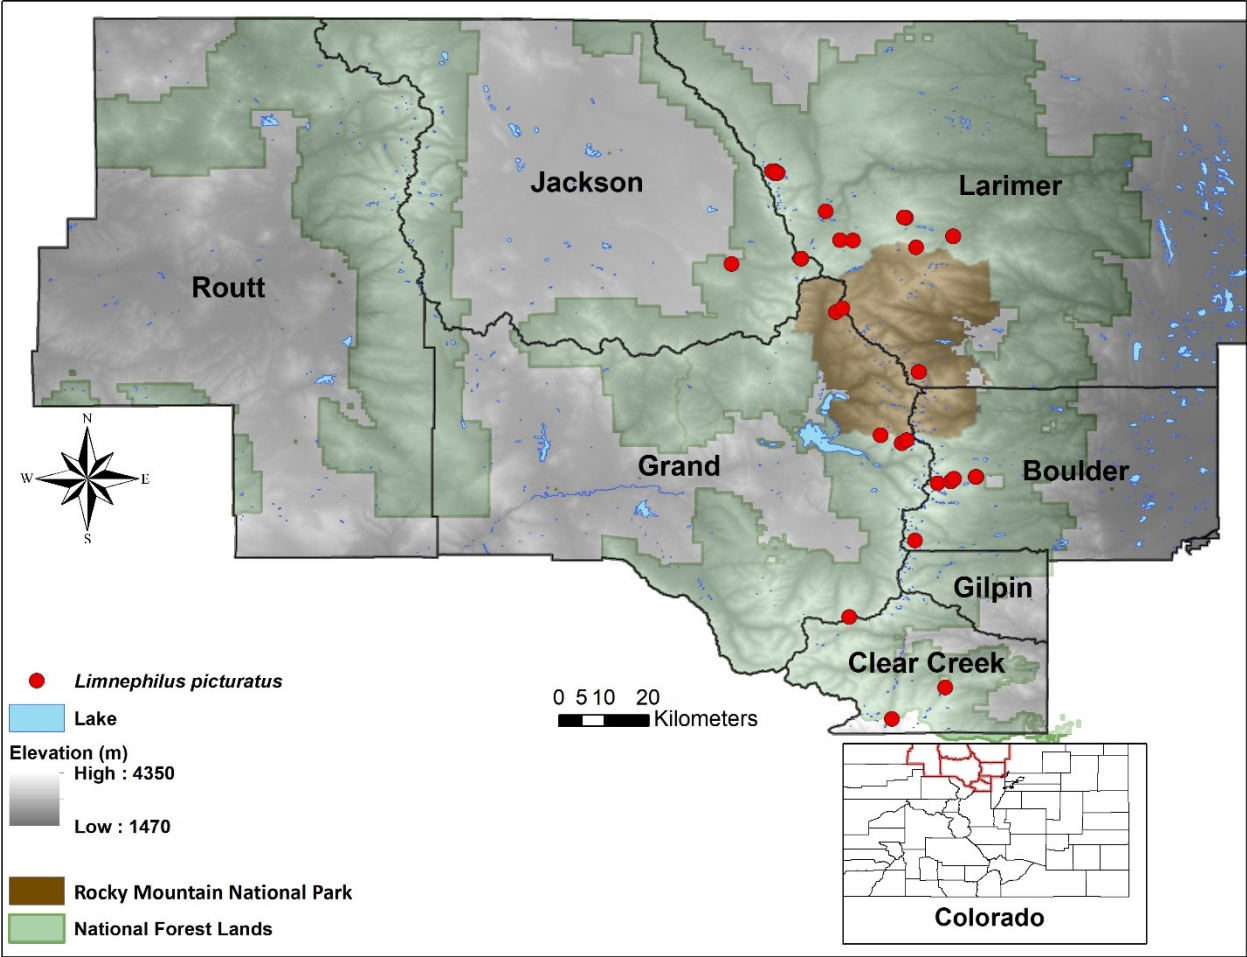 Jackson
Larimer
Routt
N
W
E
S
Grand
Boulder
Gilpin
Clear Creek
Limnephilus picturatus
Lake
Elevation (m)
High : 4350
Low : 1470
0 5 10 20
Kilometers
Rocky Mountain National Park
National Forest Lands
Colorado